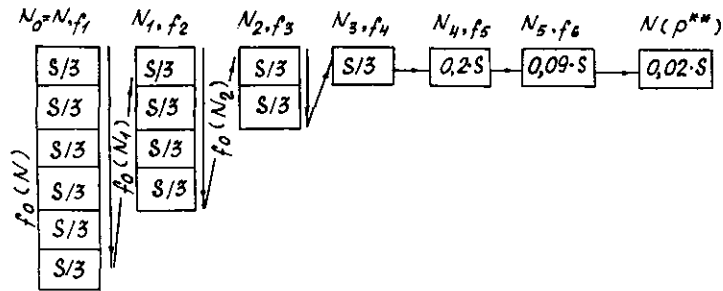 N₀=N,f₁ N₁,f₂ N₂,f₃ N₃,f₄ N₄,f₅ N₅,f₆ N(p**)
S/3 S/3 S/3 S/3 0,2·S 0,09·S 0,02·S
S/3 S/3 S/3
S/3 S/3
S/3 S/3
S/3
S/3
f₀(N)
f₀(N₁)
f₀(N₂)